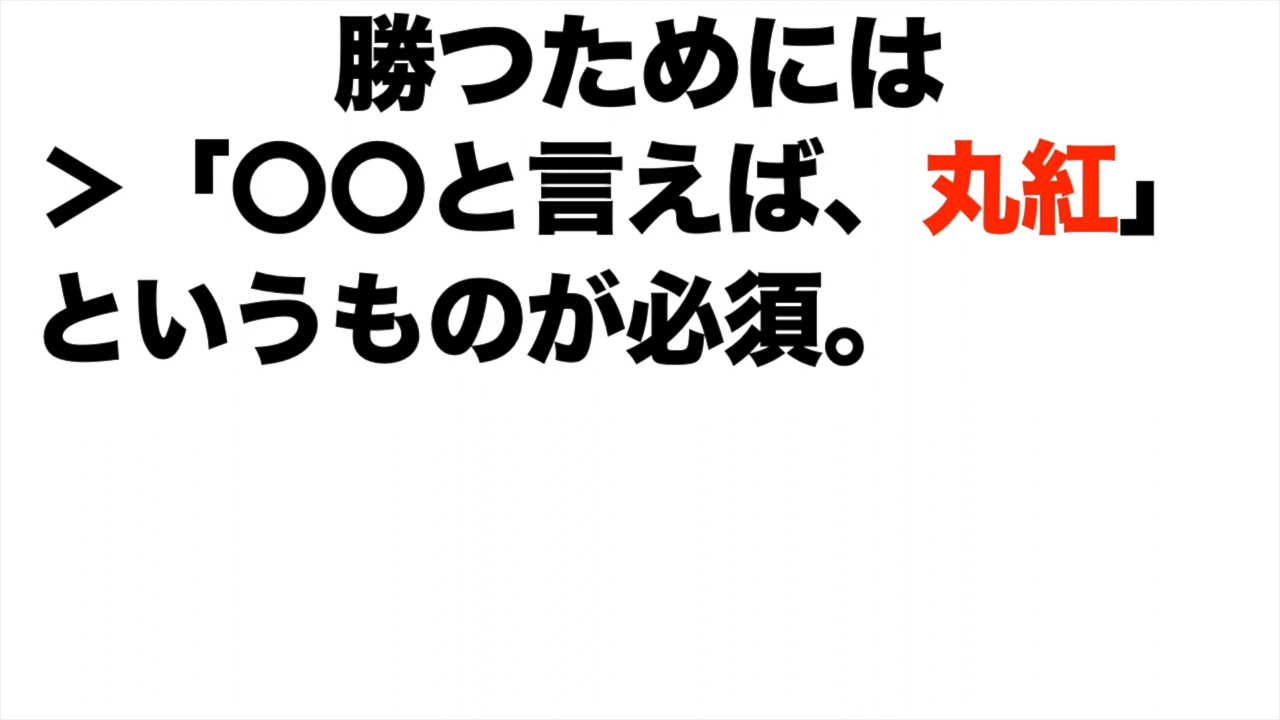 勝つためには
＞「〇〇と言えば、丸紅」
というものが必須。